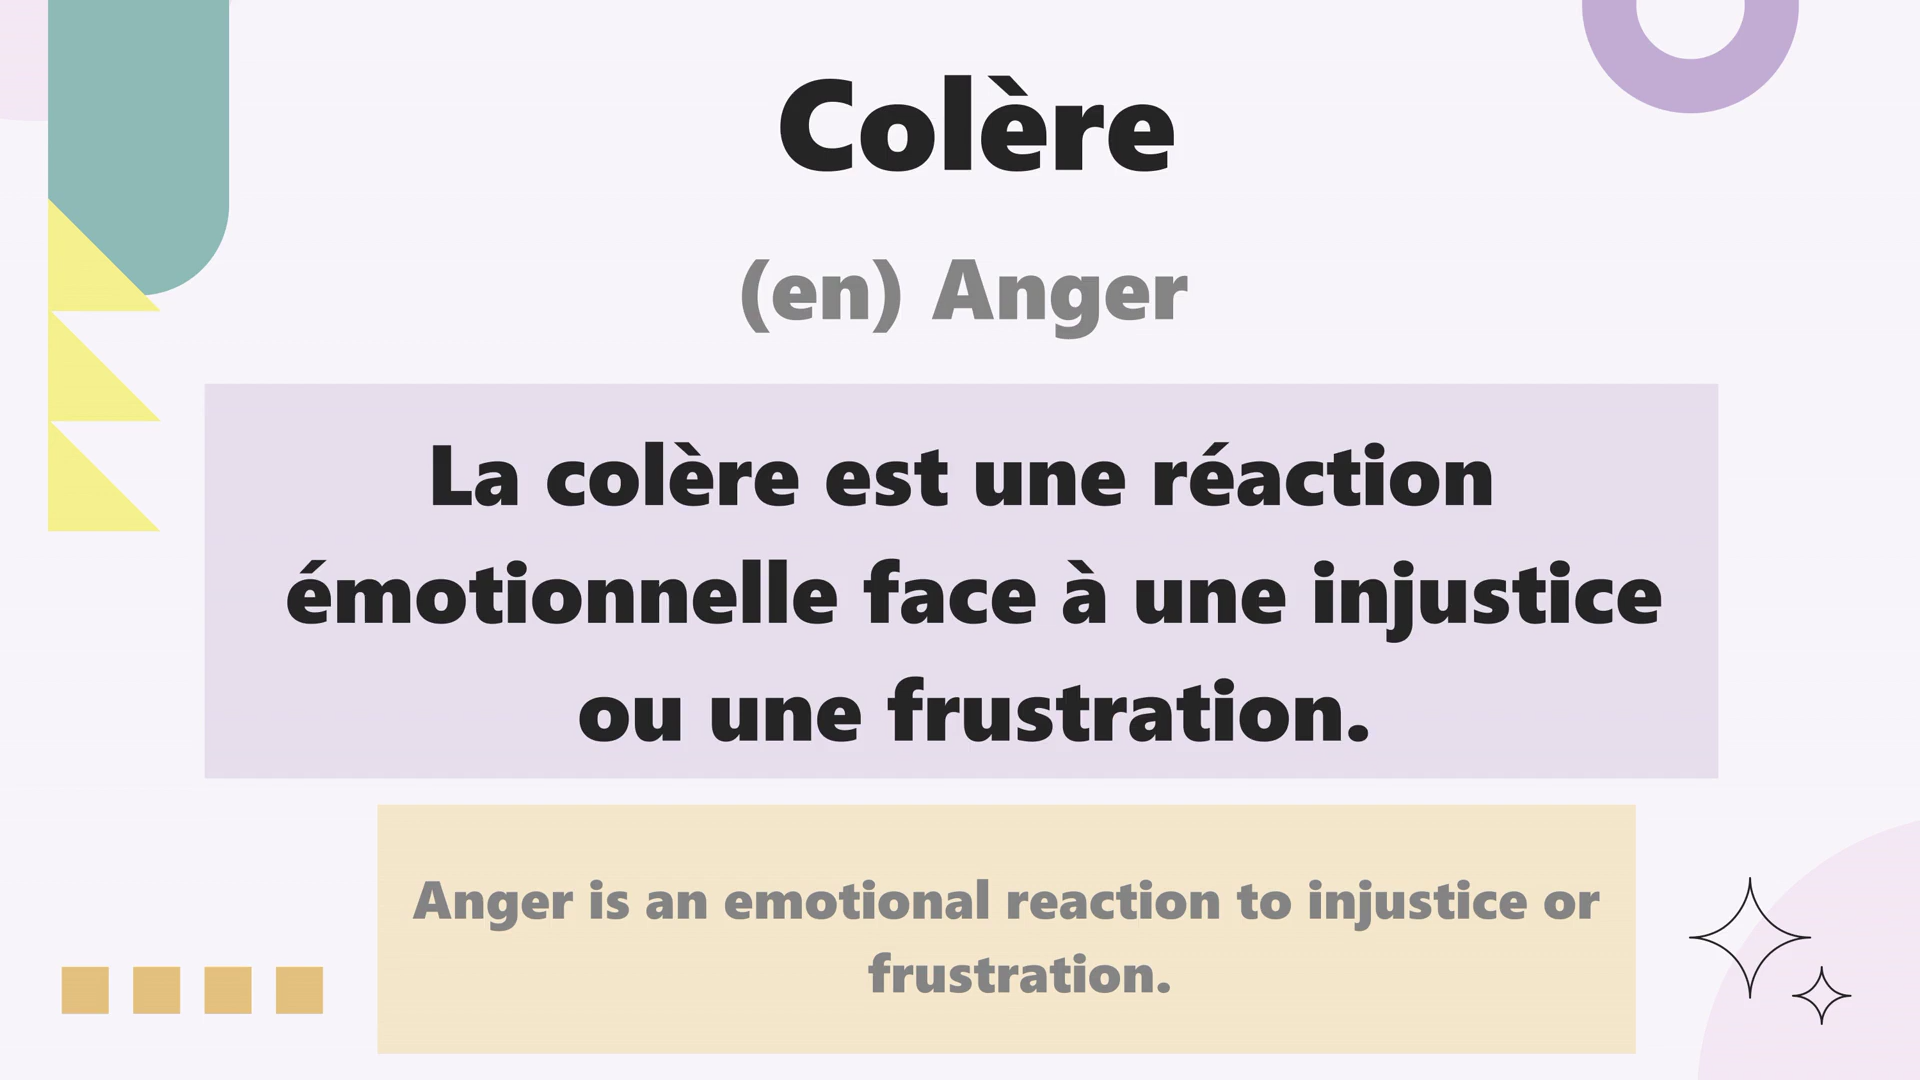 Colère
(en) Anger
La colère est une réaction
émotionnelle face à une injustice
ou une frustration.
Anger is an emotional reaction to injustice or
frustration.